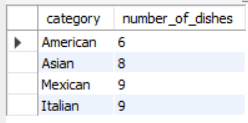 category number_of_dishes
American 6
Asian 8
Mexican 9
Italian 9